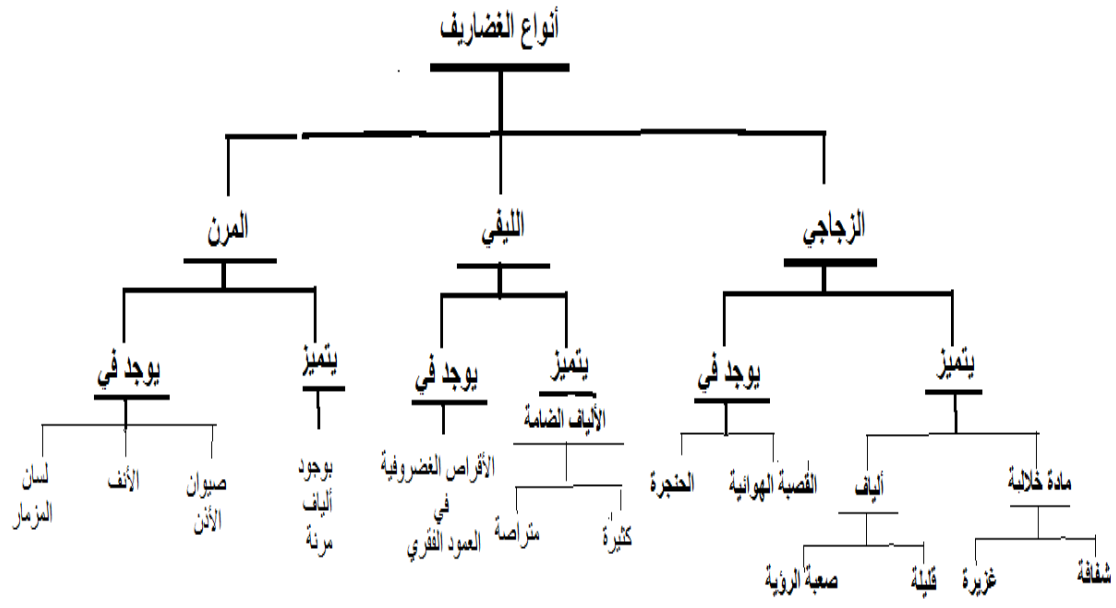 أنواع الغضاريف
الزجاجي
الليفي
المرن
يتميز
يوجد في
يتميز
يوجد في
يتميز
يوجد في
الألياف الضامة
مادة خلالبة
ألياف
القصبة الهوائية
الحنجرة
كثيرة
متراصة
الأقراص الغضروفية
في
العمود الفقري
بوجود
ألياف
مرنة
صيوان
الأذن
الأنف
لسان
المزمار
شفافة
غزيرة
قليلة
صعبة الرؤية